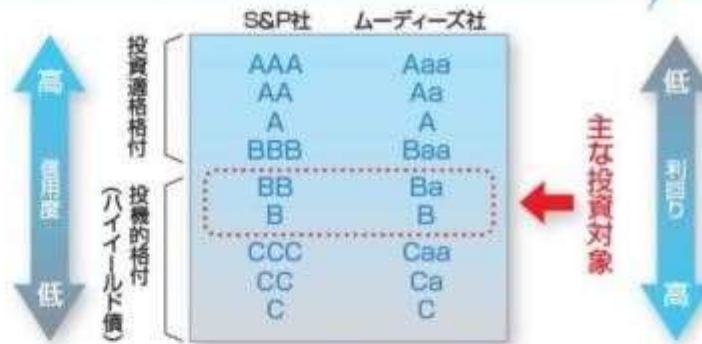 S&P社 ムーディーズ社
高
信用度
低
投資適格格付
投機的格付
(ハイイールド債)
AAA Aaa
AA Aa
A A
BBB Baa
BB Ba
B B
CCC Caa
CC Ca
C C
主な投資対象
低
利回り
高